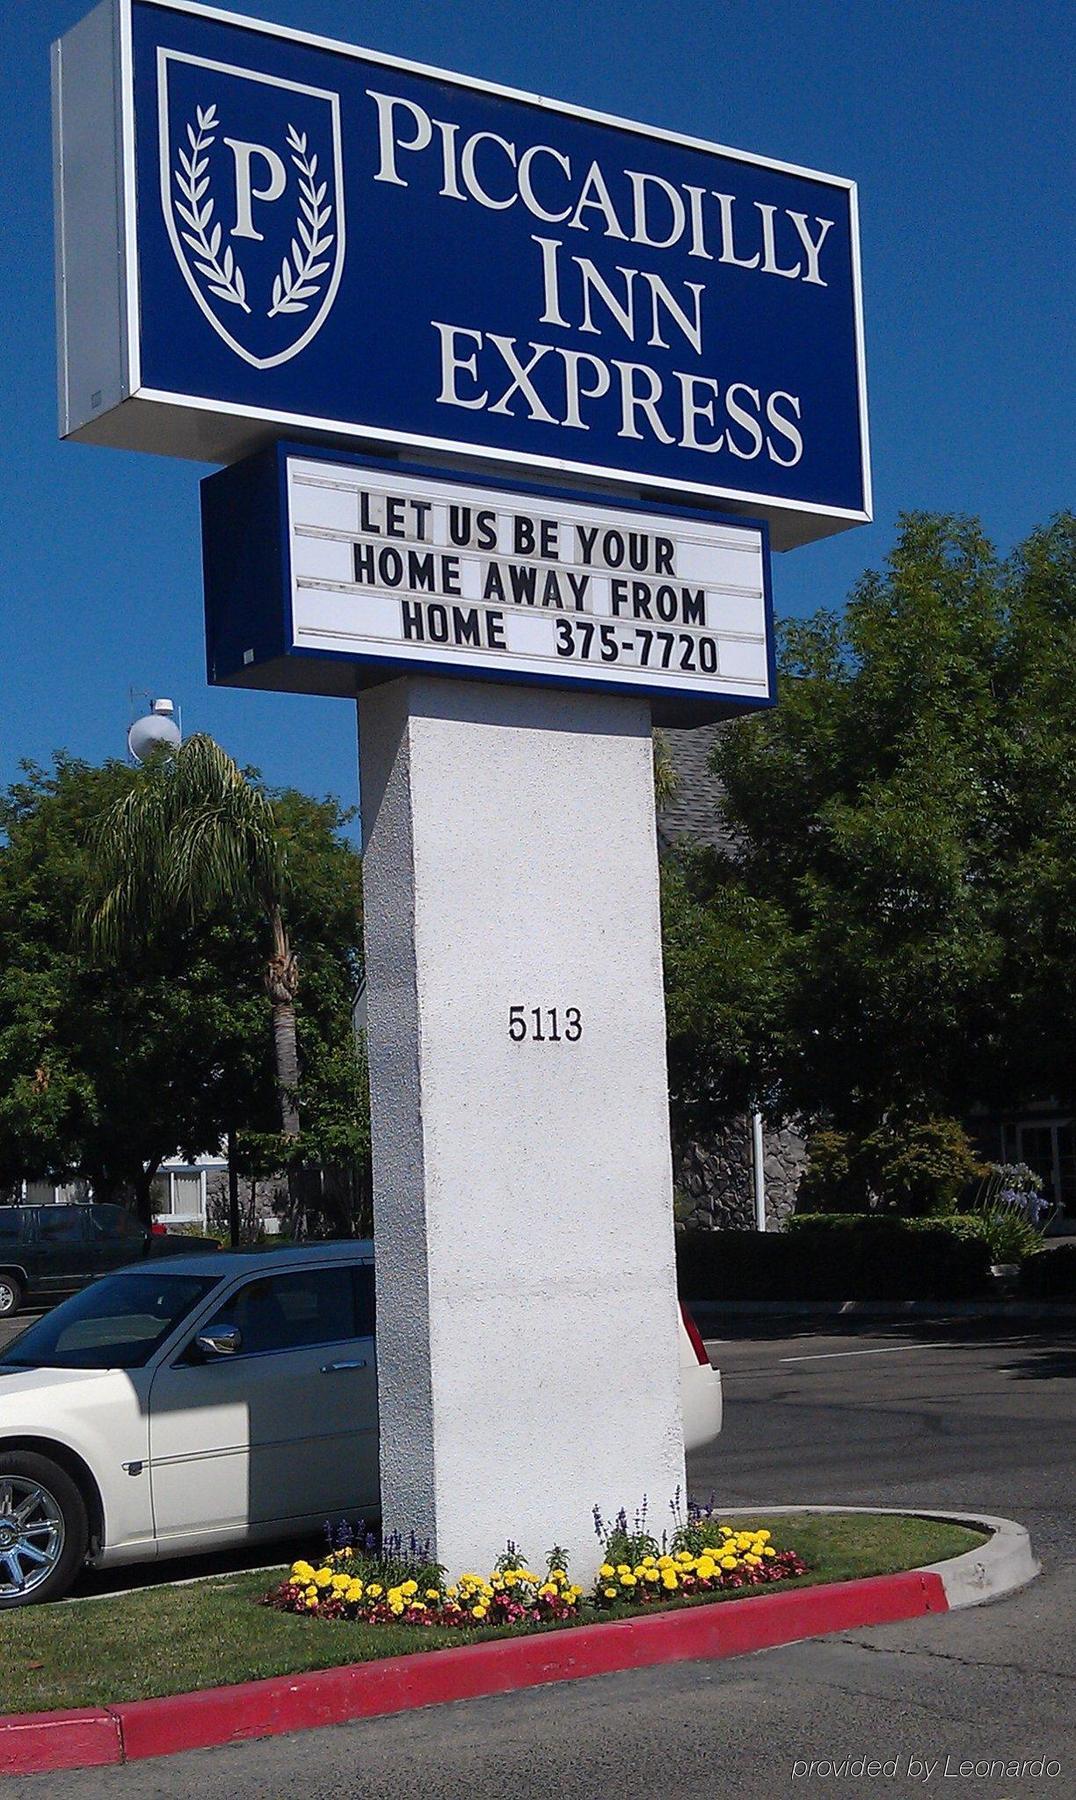 P
PICCADILLY
INN
EXPRESS
LET US BE YOUR
HOME AWAY FROM
HOME 375-7720
5113
provided by Leonardo